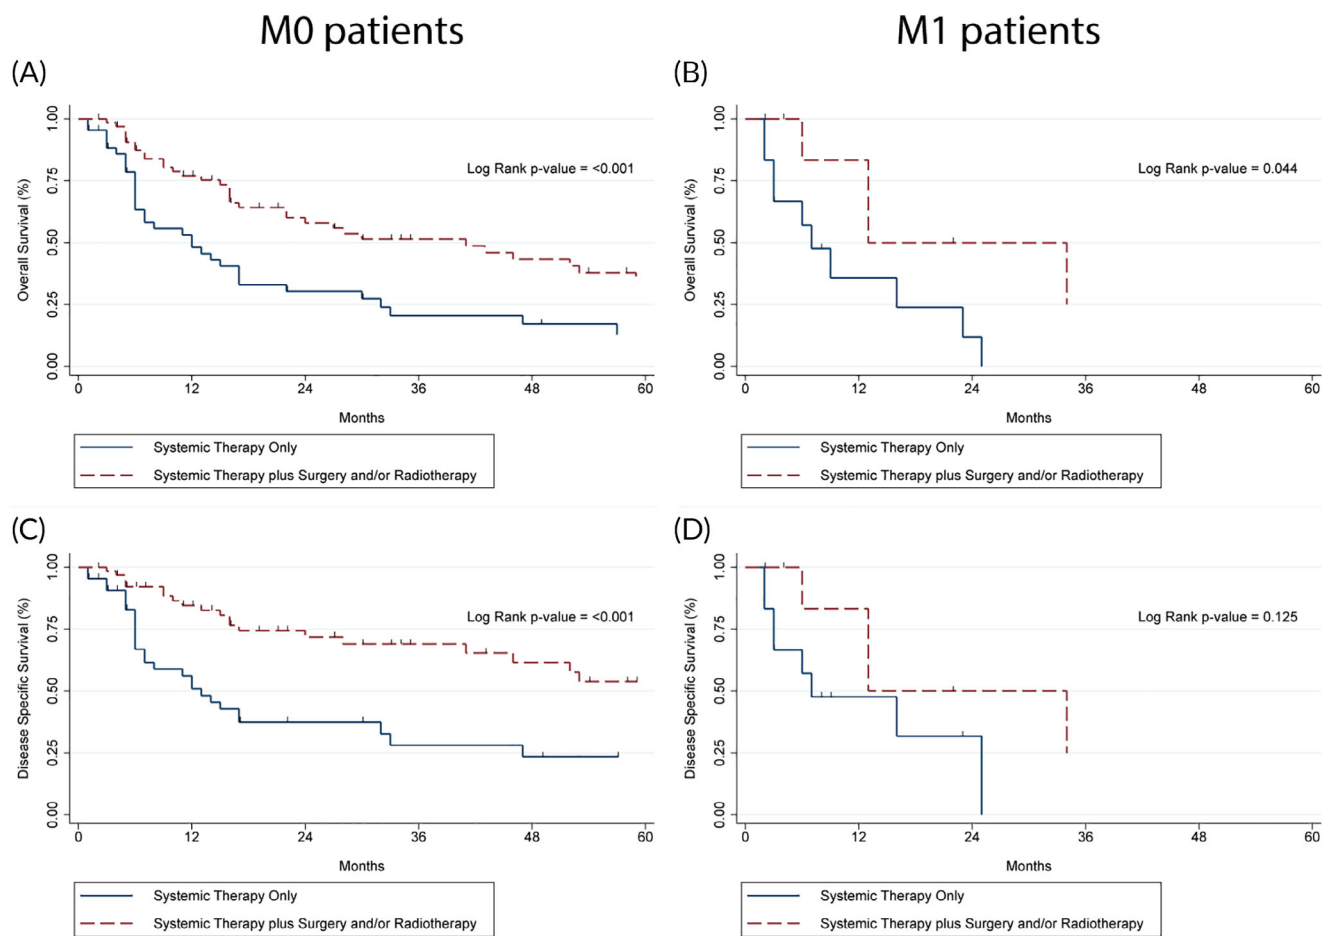 M0 patients
M1 patients
(A)
(B)
Overall Survival (%)
1.00
0.75
0.50
0.25
0.00
Log Rank p-value = <0.001
0
12
24
36
48
60
Months
Systemic Therapy Only
Systemic Therapy plus Surgery and/or Radiotherapy
Overall Survival (%)
1.00
0.75
0.50
0.25
0.00
Log Rank p-value = 0.044
0
12
24
36
48
60
Months
Systemic Therapy Only
Systemic Therapy plus Surgery and/or Radiotherapy
(C)
(D)
Disease Specific Survival (%)
1.00
0.75
0.50
0.25
0.00
Log Rank p-value = <0.001
0
12
24
36
48
60
Months
Systemic Therapy Only
Systemic Therapy plus Surgery and/or Radiotherapy
Disease Specific Survival (%)
1.00
0.75
0.50
0.25
0.00
Log Rank p-value = 0.125
0
12
24
36
48
60
Months
Systemic Therapy Only
Systemic Therapy plus Surgery and/or Radiotherapy